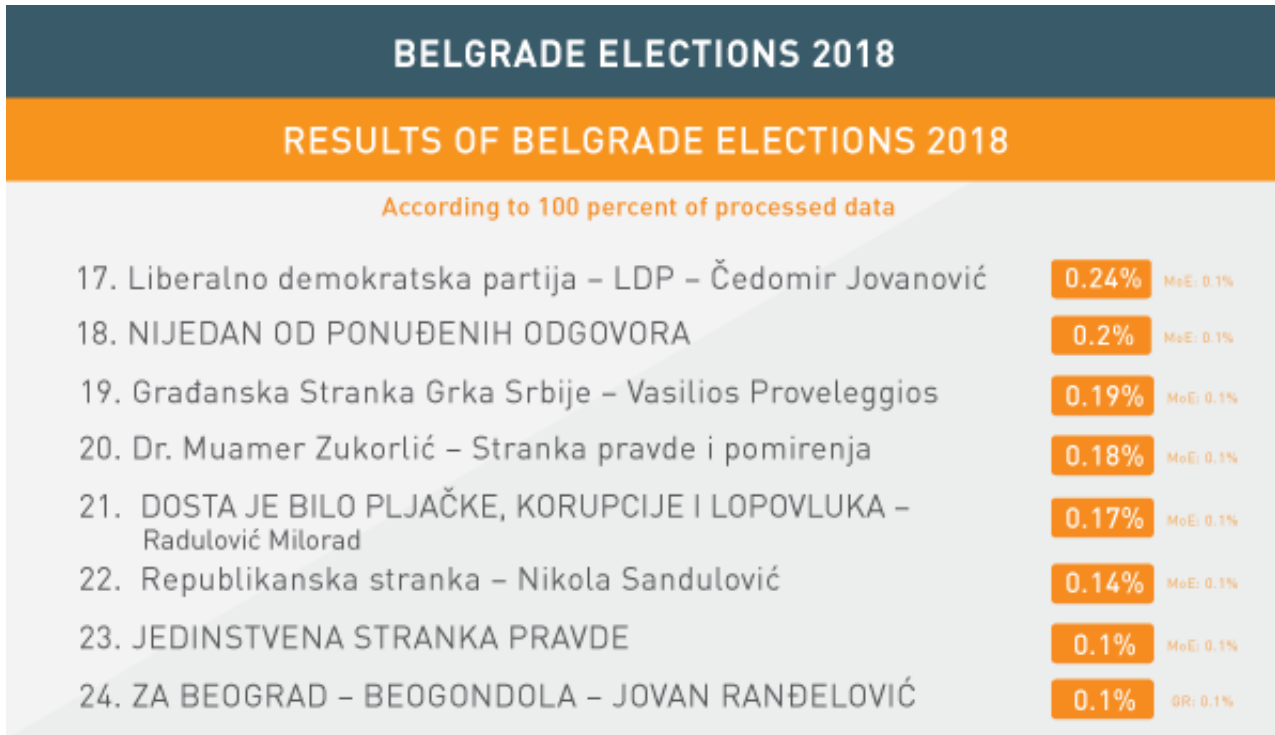 BELGRADE ELECTIONS 2018
RESULTS OF BELGRADE ELECTIONS 2018
According to 100 percent of processed data
17. Liberalno demokratska partija – LDP – Čedomir Jovanović 0.24% MoE: 0.1%
18. NIJEDAN OD PONUĐENIH ODGOVORA 0.2% MoE: 0.1%
19. Građanska Stranka Grka Srbije – Vasilios Proveleggios 0.19% MoE: 0.1%
20. Dr. Muamer Zukorlić – Stranka pravde i pomirenja 0.18% MoE: 0.1%
21. DOSTA JE BILO PLJAČKE, KORUPCIJE I LOPOVLUKA – 0.17% MoE: 0.1%
Radulović Milorad
22. Republikanska stranka – Nikola Sandulović 0.14% MoE: 0.1%
23. JEDINSTVENA STRANKA PRAVDE 0.1% MoE: 0.1%
24. ZA BEOGRAD – BEOGONDOLA – JOVAN RANĐELOVIĆ 0.1% GR: 0.1%